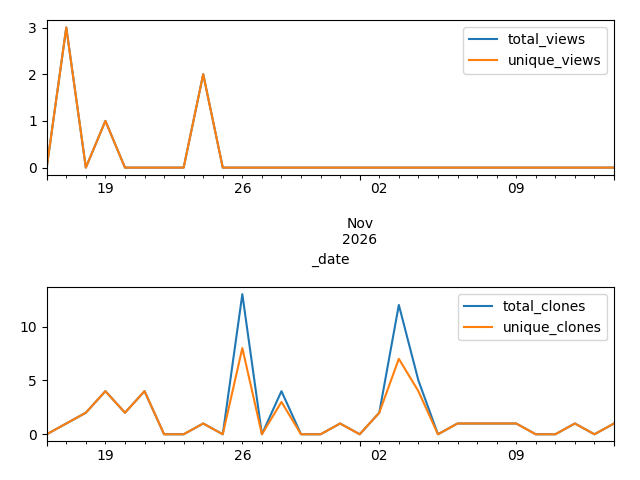 3
2
1
0
total_views
unique_views
19 26 02 09
Nov
2026
_date
10
5
0
total_clones
unique_clones
19 26 02 09